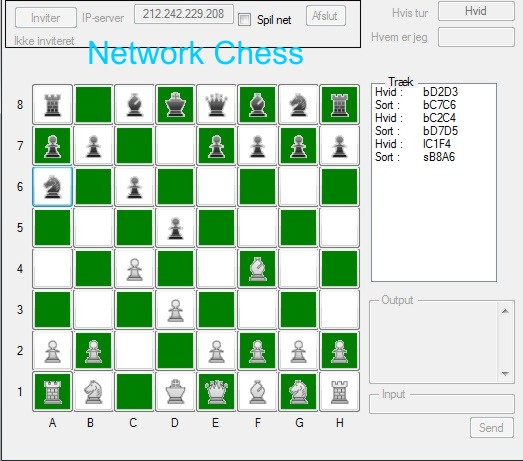 Inviter IP-server 212.242.229.208 Spil net Afslut
Ikke inviteret
Hvis tur Hvid
Hvem er jeg
Network Chess
Træk
Hvid : bD2D3
Sort : bC7C6
Hvid : bC2C4
Sort : bD7D5
Hvid : lC1F4
Sort : sB8A6
8
7
6
5
4
3
2
1
A B C D E F G H
Output
Input
Send